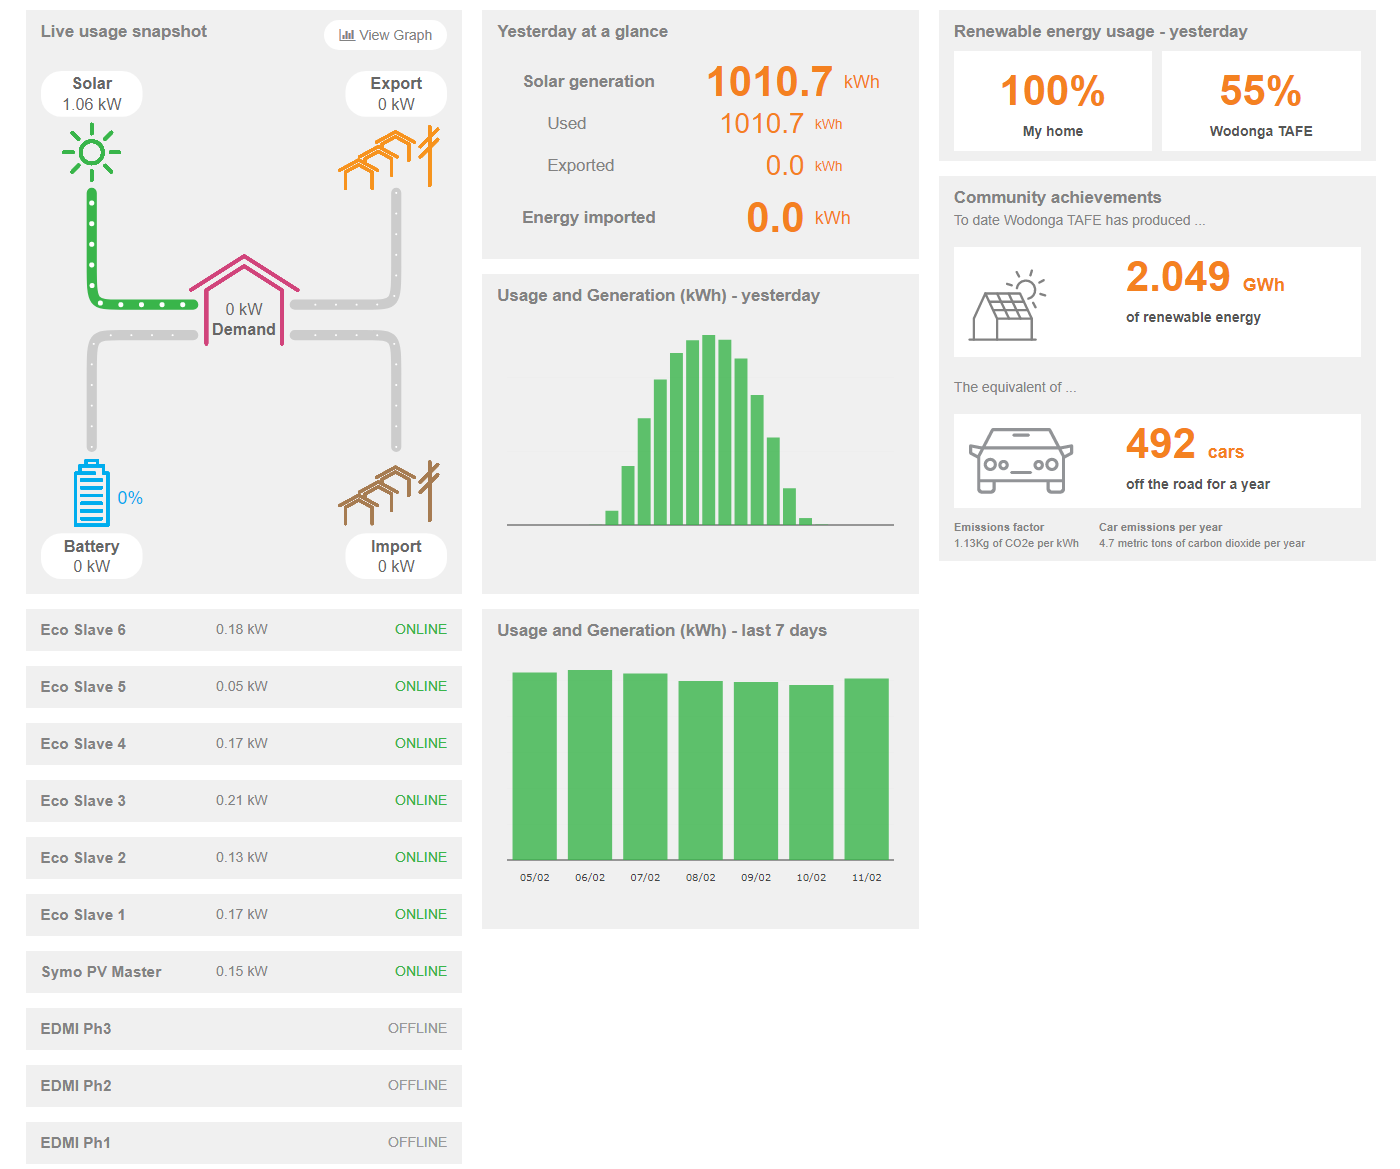 Live usage snapshot
View Graph
Solar
1.06 kW
Export
0 kW
0 kW
Demand
0%
Battery
0 kW
Import
0 kW
Eco Slave 6 0.18 kW ONLINE
Eco Slave 5 0.05 kW ONLINE
Eco Slave 4 0.17 kW ONLINE
Eco Slave 3 0.21 kW ONLINE
Eco Slave 2 0.13 kW ONLINE
Eco Slave 1 0.17 kW ONLINE
Symo PV Master 0.15 kW ONLINE
EDMI Ph3 OFFLINE
EDMI Ph2 OFFLINE
EDMI Ph1 OFFLINE
Yesterday at a glance
Solar generation 1010.7 kWh
Used 1010.7 kWh
Exported 0.0 kWh
Energy imported 0.0 kWh
Usage and Generation (kWh) - yesterday
Usage and Generation (kWh) - last 7 days
05/02 06/02 07/02 08/02 09/02 10/02 11/02
Renewable energy usage - yesterday
100%
My home
55%
Wodonga TAFE
Community achievements
To date Wodonga TAFE has produced ...
2.049 GWh
of renewable energy
The equivalent of ...
492 cars
off the road for a year
Emissions factor
1.13Kg of CO2e per kWh
Car emissions per year
4.7 metric tons of carbon dioxide per year